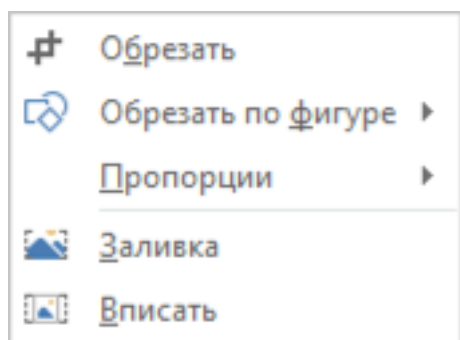 Обрезать
Обрезать по фигуре
Пропорции
Заливка
Вписать